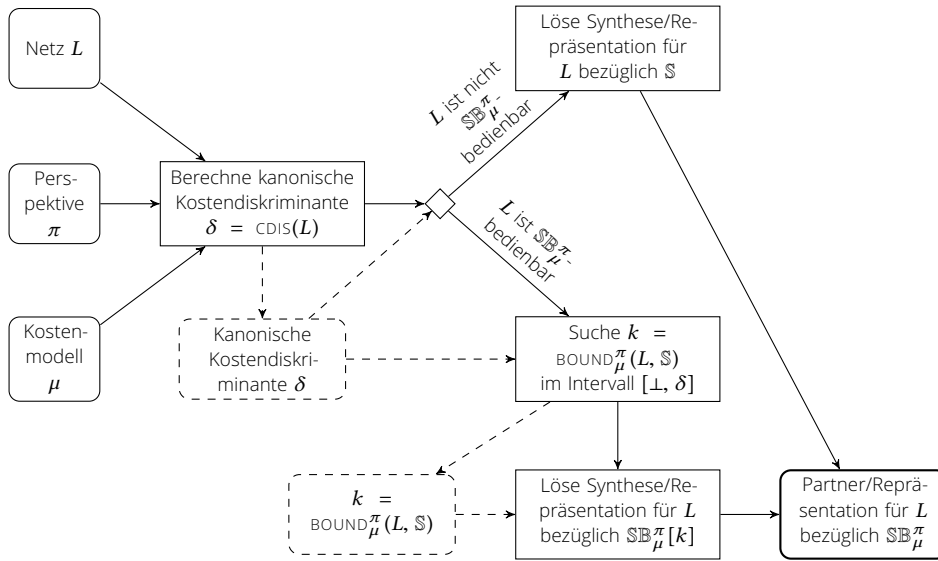 Netz L
Löse Synthese/Re-
präsentation für
L bezüglich 𝕊
L ist nicht
𝕊𝔹^π_μ-
bedienbar
Pers-
pektive
π
Berechne kanonische
Kostendiskriminante
δ = CDIS(L)
L ist 𝕊𝔹^π_μ-
bedienbar
Kosten-
modell
μ
Kanonische
Kostendiskri-
minante δ
Suche k =
BOUND^π_μ(L, 𝕊)
im Intervall [⊥, δ]
k =
BOUND^π_μ(L, 𝕊)
Löse Synthese/Re-
präsentation für L
bezüglich 𝕊𝔹^π_μ[k]
Partner/Reprä-
sentation für L
bezüglich 𝕊𝔹^π_μ